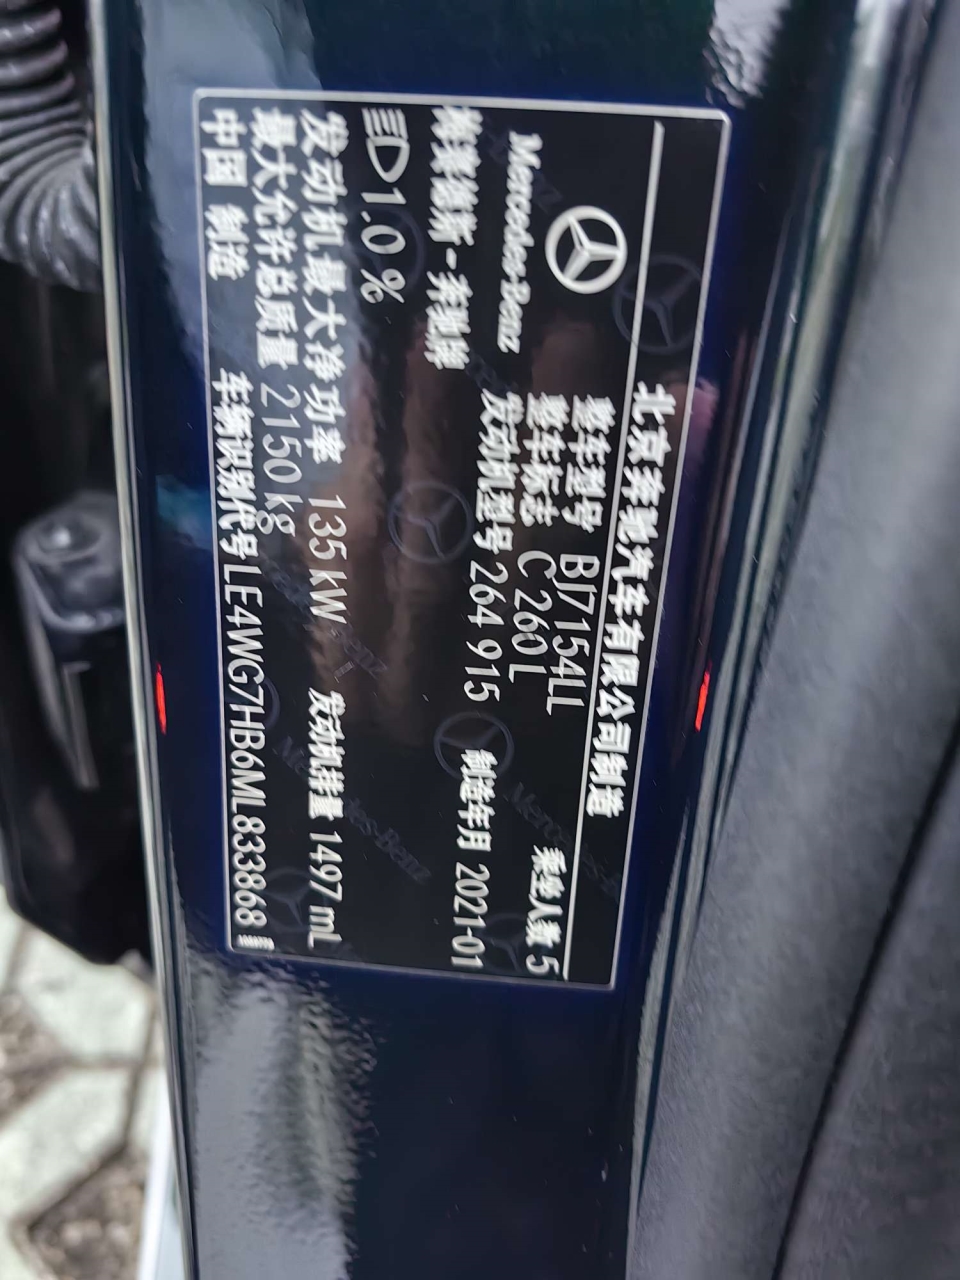 北京奔驰汽车有限公司制造
Mercedes-Benz
梅赛德斯-奔驰牌
整车型号 BJ7154LL
乘坐人数 5
整车标志 C 260 L
发动机型号 264 915
制造年月 2021-01
1.0 %
发动机最大净功率 135 kW
发动机排量 1497 mL
最大允许总质量 2150 kg
中国 制造
车辆识别代号 LE4WG7HB6ML833868